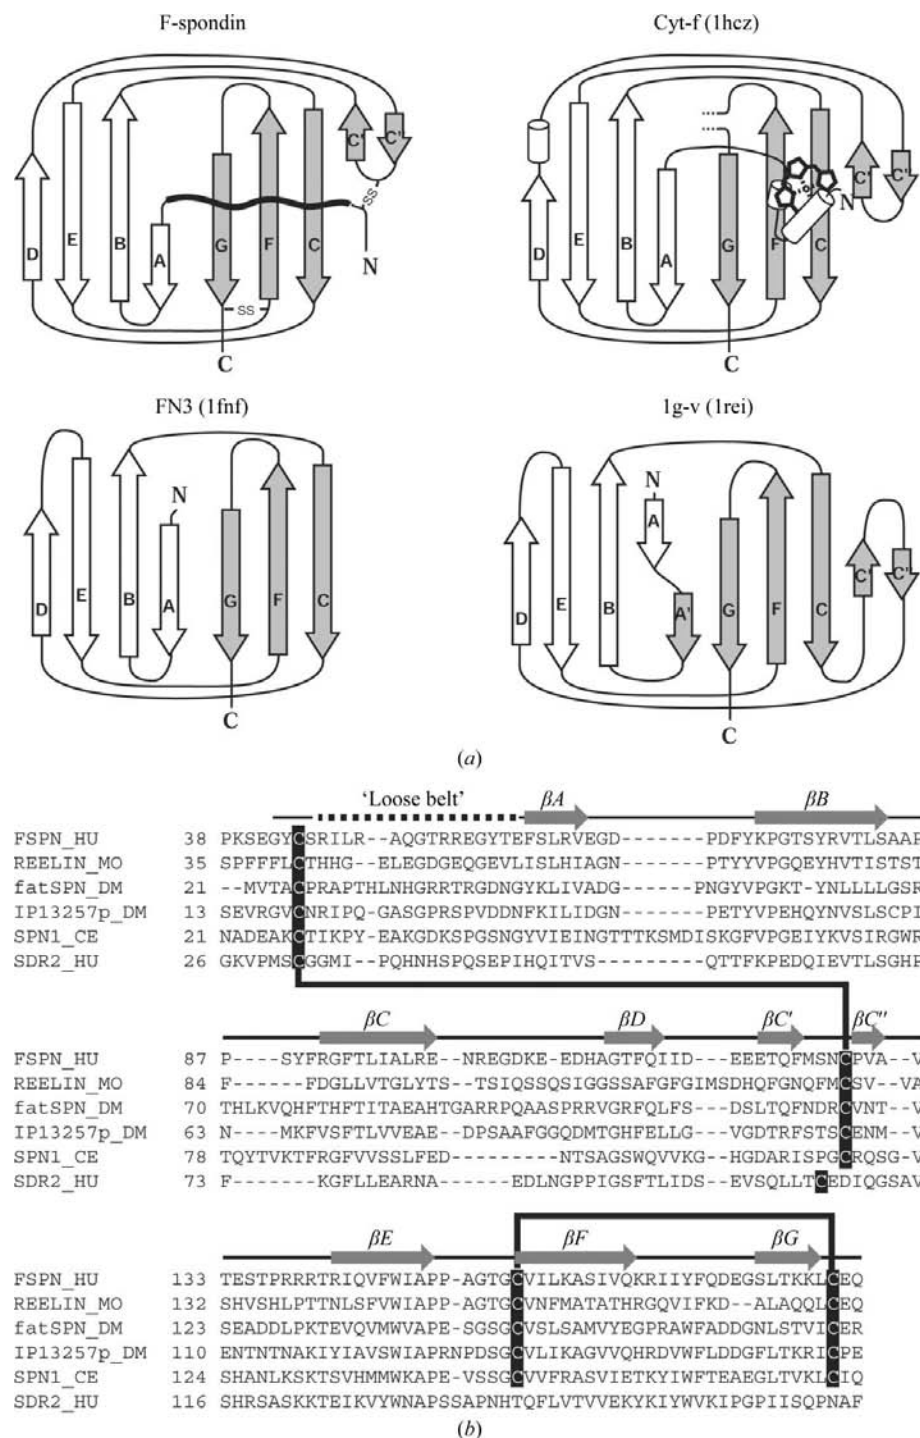 F-spondin
Cyt-f (1hcz)
D E B A G F C C' C' SS N
SS
C
D E B A G F C C' C' N
C
FN3 (1fnf)
1g-v (1rei)
N
D E B A G F C
C
N
A
D E B A' G F C C' C'
C
(a)
'Loose belt' βA βB
FSPN_HU 38 PKSEGYCSRILR--AQGTRREGYTEFSLRVEGD-----PDFYKPGTSYRVTLSAAP
REELIN_MO 35 SPFFFLCTHHG---ELEGDGEQGEVLISLHIAGN-----PTYYVPGQEYHVTISTST
fatSPN_DM 21 --MVTACPRAPTHLNHGRRTRGDNGYKLIVADG------PNGYVPGKT-YNLLLLGSR
IP13257p_DM 13 SEVRGVCNRIPQ-GASGPRSPVDDNFKILIDGN------PETYVPEHQYNVSLSCPI
SPN1_CE 21 NADEAKCTIKPY-EAKGDKSPGSNGYVIEINGTTTKSMDISKGFVPGEIYKVSIRGWR
SDR2_HU 26 GKVPMSCGGMI--PQHNHSPQSEPIHQITVS-------QTTFKPEDQIEVTLSGHP
βC βD βC' βC''
FSPN_HU 87 P----SYFRGFTLIALRE--NREGDKE-EDHAGTFQIID--EEETQFMSNCPVA--V
REELIN_MO 84 F------FDGLLVTGLYTS--TSIQSSQSIGGSSAFGFGIMSDHQFGNQFMCSV--VA
fatSPN_DM 70 THLKVQHFTHFTITAEAHTGARRPQAASPRRVGRFQLFS--DSLTQFNDRCVNT--V
IP13257p_DM 63 N----MKFVSFTLVVEAE--DPSAAFGGQDMTGHFELLG---VGDTRFSTSCENM--V
SPN1_CE 78 TQYTVKTFRGFVVSSLFED------NTSAGSWQVVKG--HGDARISPGCRQSG-V
SDR2_HU 73 F-----KGFLLEARNA----EDLNGPPIGSFTLIDS--EVSQLLTCEDIQGSAV
βE βF βG
FSPN_HU 133 TESTPRRRTRIQVFWIAPP-AGTGCVILKASIVQKRIIYFQDEGSLTKKLCEQ
REELIN_MO 132 SHVSHLPTTNLSFVWIAPP-AGTGCVNFMATATHRGQVIFKD--ALAQQLCEQ
fatSPN_DM 123 SEADDLPKTEVQVMWVAPE-SGSGCVSLSAMVYEGPRAWFADDGNLSTVICER
IP13257p_DM 110 ENTNTNAKIYIAVSWIAPRNPDSGCVLIKAGVVQHRDVWFLDDGFLTKRICPE
SPN1_CE 124 SHANLKSKTSVHMMWKAPE-VSSGCVVFRASVIETKYIWFTEAEGLTVKLCIQ
SDR2_HU 116 SHRSASKKTEIKVYWNAPSSAPNHTQFLVTVVEKYKIYWVKIPGPIISQPNAF
(b)